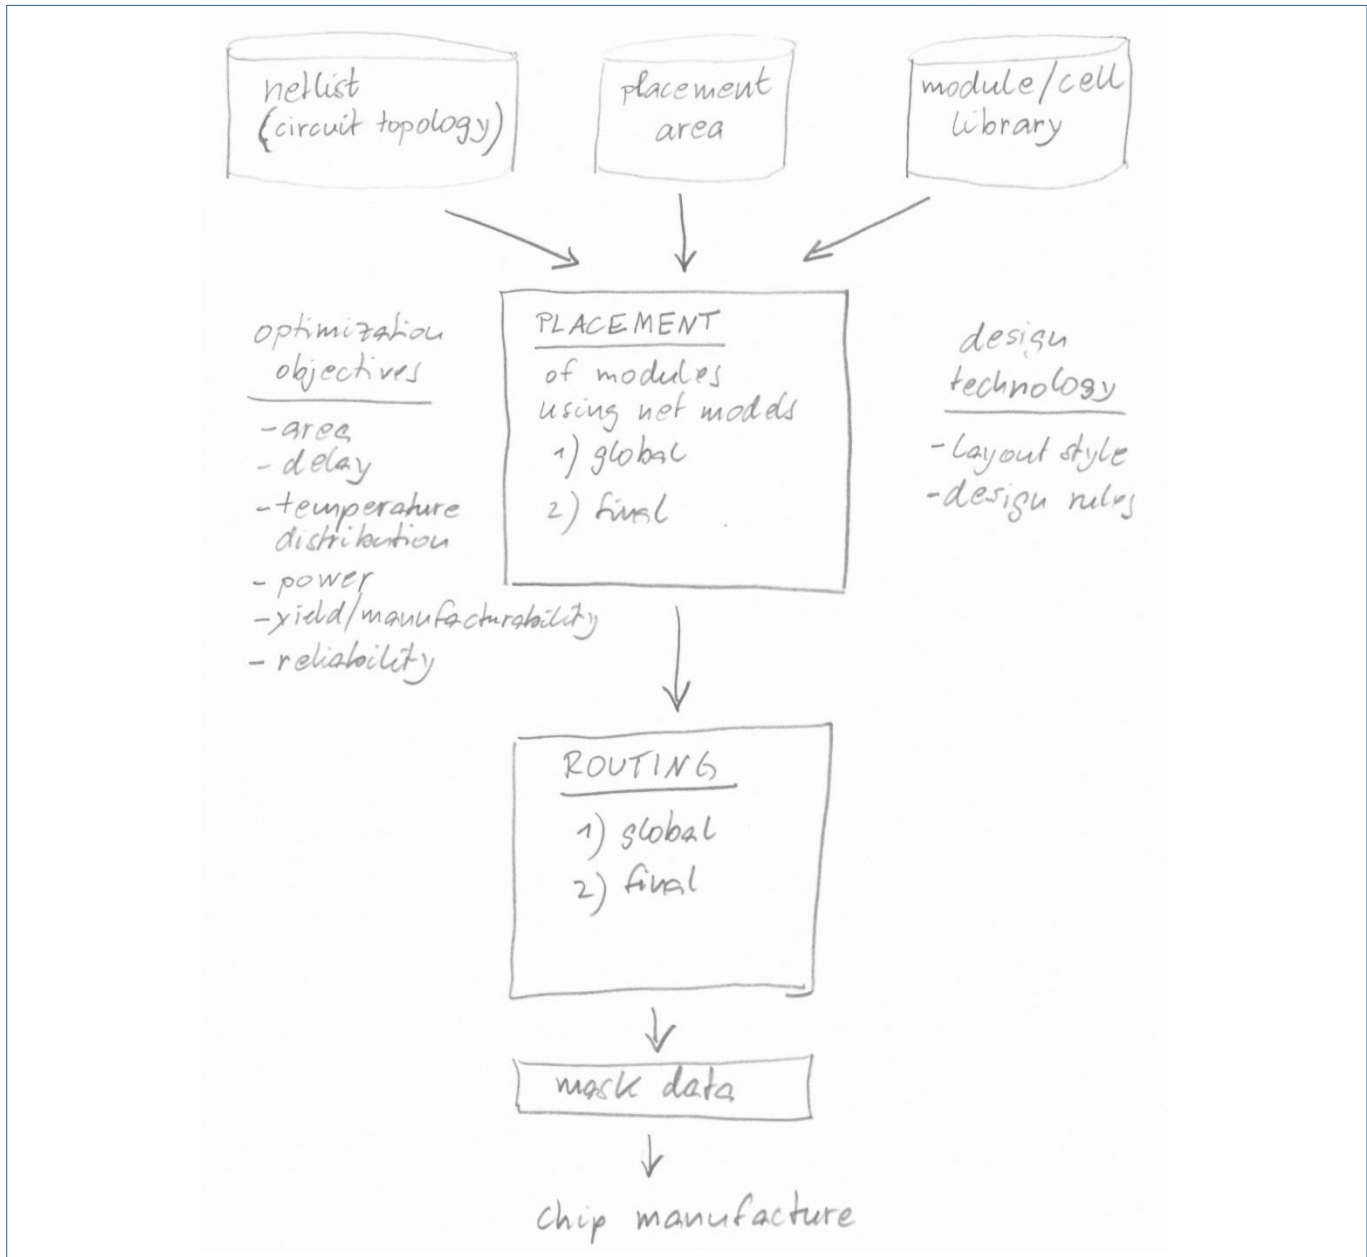 netlist
(circuit topology)
placement
area
module/cell
library
optimization
objectives
- area
- delay
- temperature
distribution
- power
- yield/manufacturability
- reliability
PLACEMENT
of modules
using net models
1) global
2) final
design
technology
- layout style
- design rules
ROUTING
1) global
2) final
mask data
chip manufacture